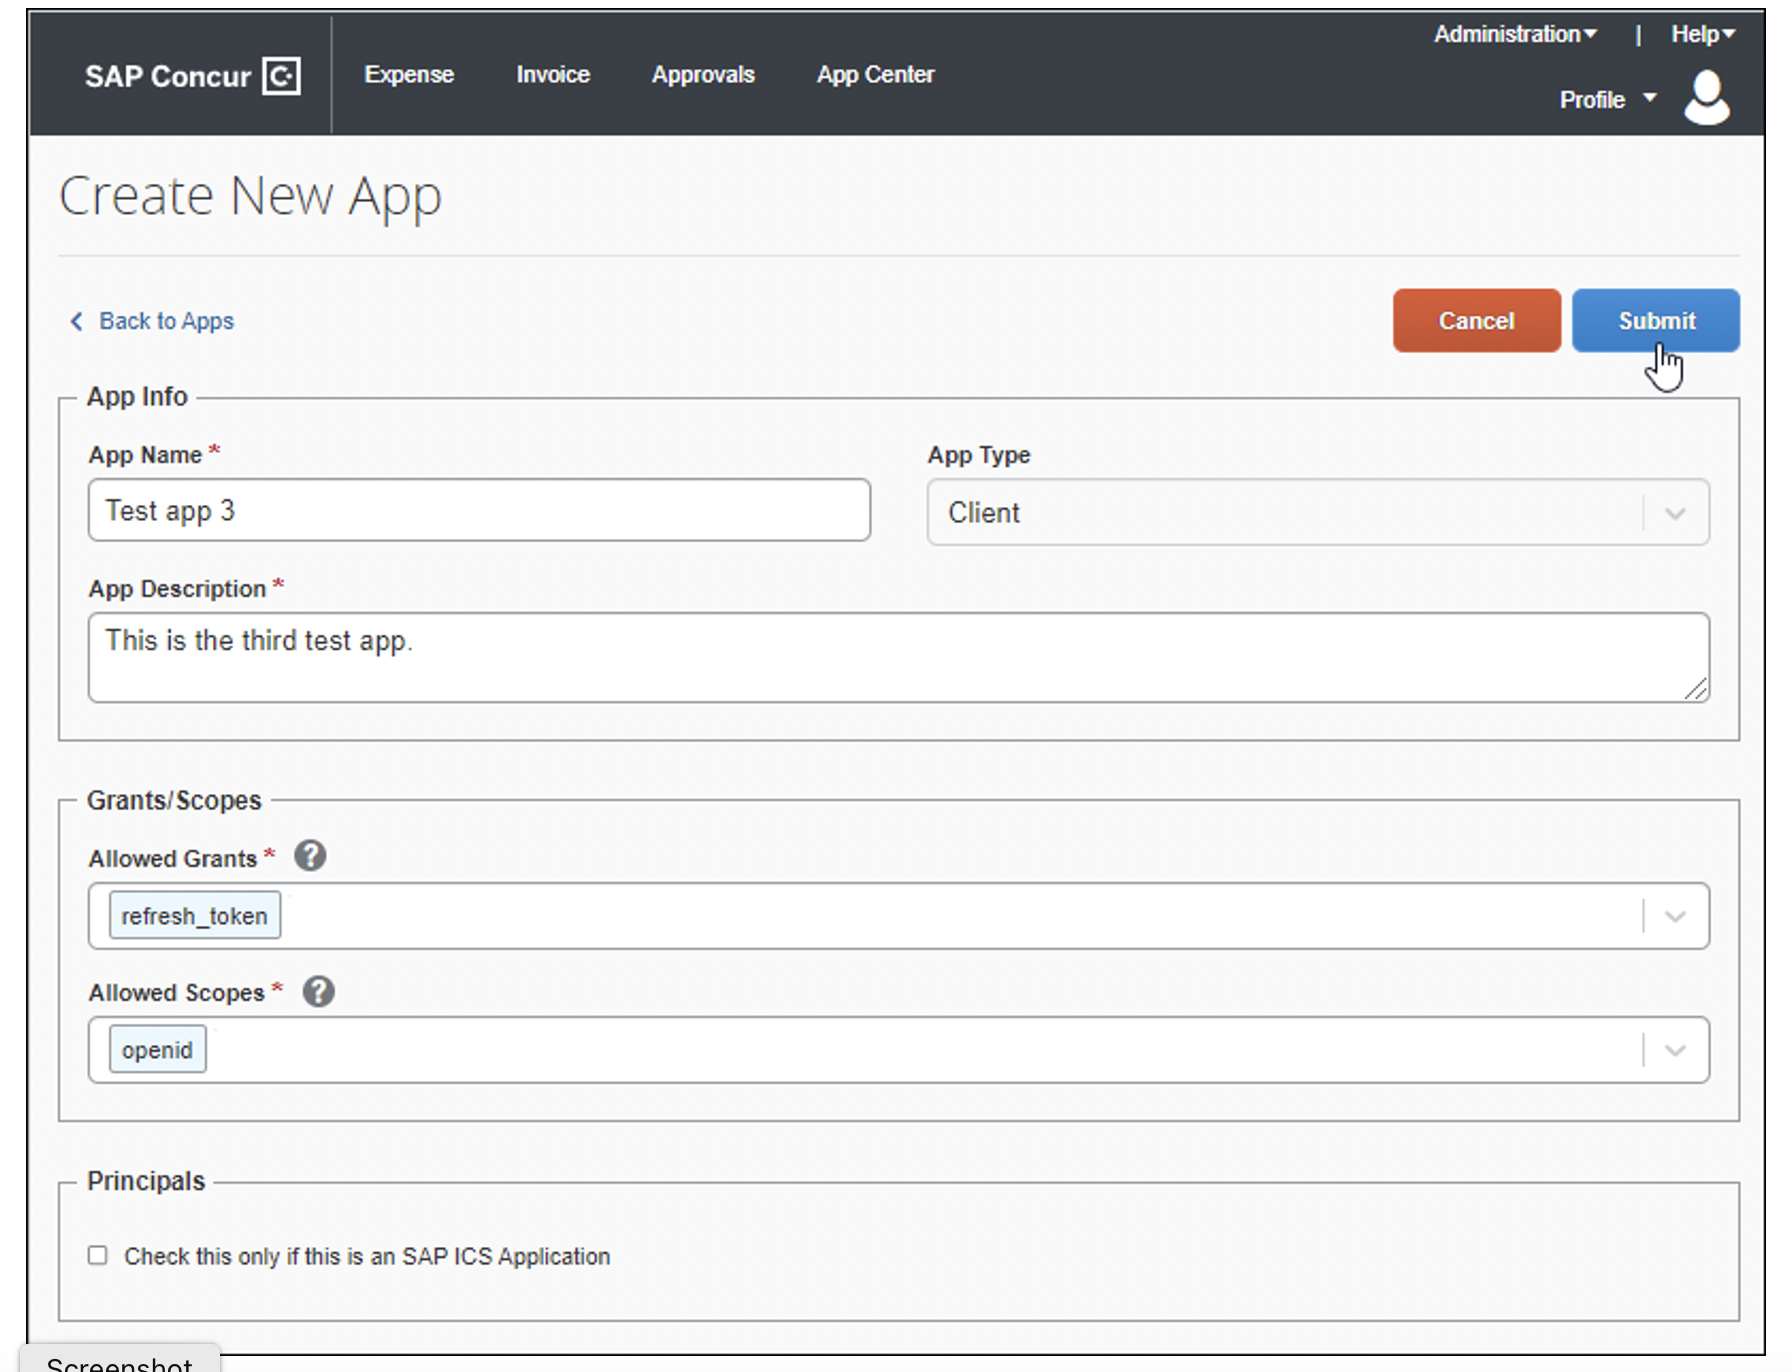 Administration | Help
SAP Concur C Expense Invoice Approvals App Center
Profile
Create New App
Back to Apps
Cancel Submit
App Info
App Name * App Type
Test app 3 Client
App Description *
This is the third test app.
Grants/Scopes
Allowed Grants * ?
refresh_token
Allowed Scopes * ?
openid
Principals
Check this only if this is an SAP ICS Application
Screenshot